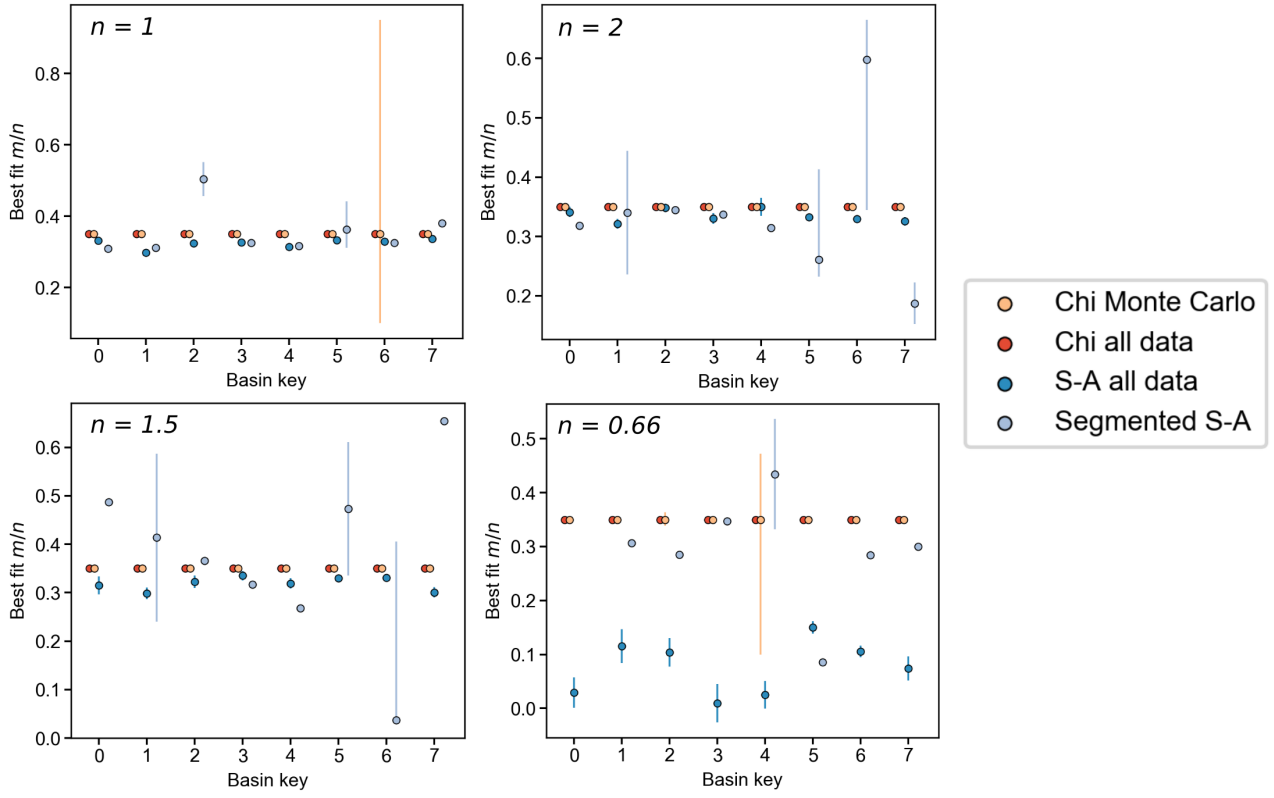 n = 1
Best fit m/n
0.8
0.6
0.4
0.2
0 1 2 3 4 5 6 7
Basin key
n = 2
Best fit m/n
0.6
0.5
0.4
0.3
0.2
0 1 2 3 4 5 6 7
Basin key
n = 1.5
Best fit m/n
0.6
0.5
0.4
0.3
0.2
0.1
0.0
0 1 2 3 4 5 6 7
Basin key
n = 0.66
Best fit m/n
0.5
0.4
0.3
0.2
0.1
0.0
0 1 2 3 4 5 6 7
Basin key
Chi Monte Carlo
Chi all data
S-A all data
Segmented S-A